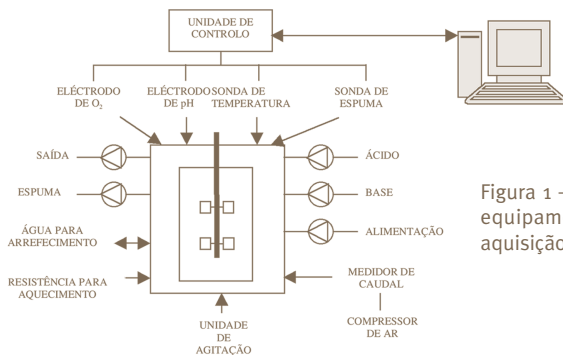 UNIDADE DE
CONTROLO
ELÉCTRODO
DE O₂
ELÉCTRODO
DE pH
SONDA DE
TEMPERATURA
SONDA DE
ESPUMA
SAÍDA
ESPUMA
ÁGUA PARA
ARREFECIMENTO
RESISTÊNCIA PARA
AQUECIMENTO
UNIDADE
DE
AGITAÇÃO
ÁCIDO
BASE
ALIMENTAÇÃO
MEDIDOR DE
CAUDAL
COMPRESSOR
DE AR
Figura 1 -
equipam
aquisição